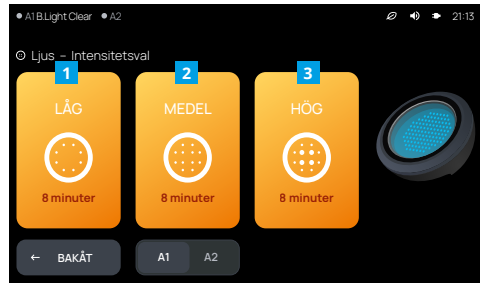 A1 B.Light Clear A2 21:13
Ljus – Intensitetsval
1 2 3
LÅG MEDEL HÖG
8 minuter 8 minuter 8 minuter
← BAKÅT A1 A2